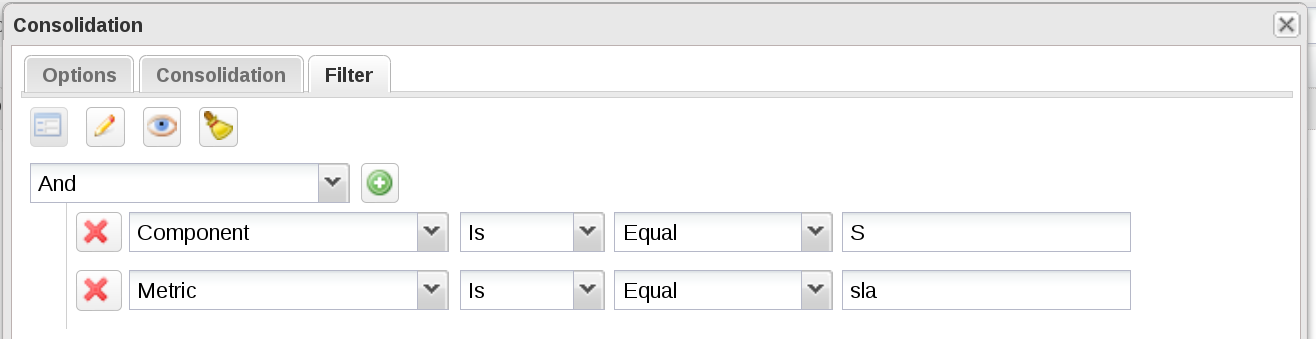 Consolidation
Options Consolidation Filter
And
Component Is Equal S
Metric Is Equal sla